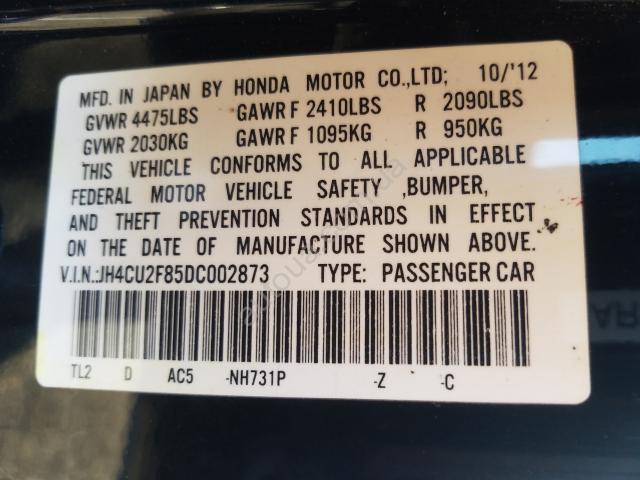 MFD. IN JAPAN BY HONDA MOTOR CO.,LTD; 10/'12
GVWR 4475LBS GAWR F 2410LBS R 2090LBS
GVWR 2030KG GAWR F 1095KG R 950KG
THIS VEHICLE CONFORMS TO ALL APPLICABLE
FEDERAL MOTOR VEHICLE SAFETY ,BUMPER,
AND THEFT PREVENTION STANDARDS IN EFFECT
ON THE DATE OF MANUFACTURE SHOWN ABOVE.
V.I.N.:JH4CU2F85DC002873 TYPE: PASSENGER CAR
TL2 D AC5 -NH731P -Z -C